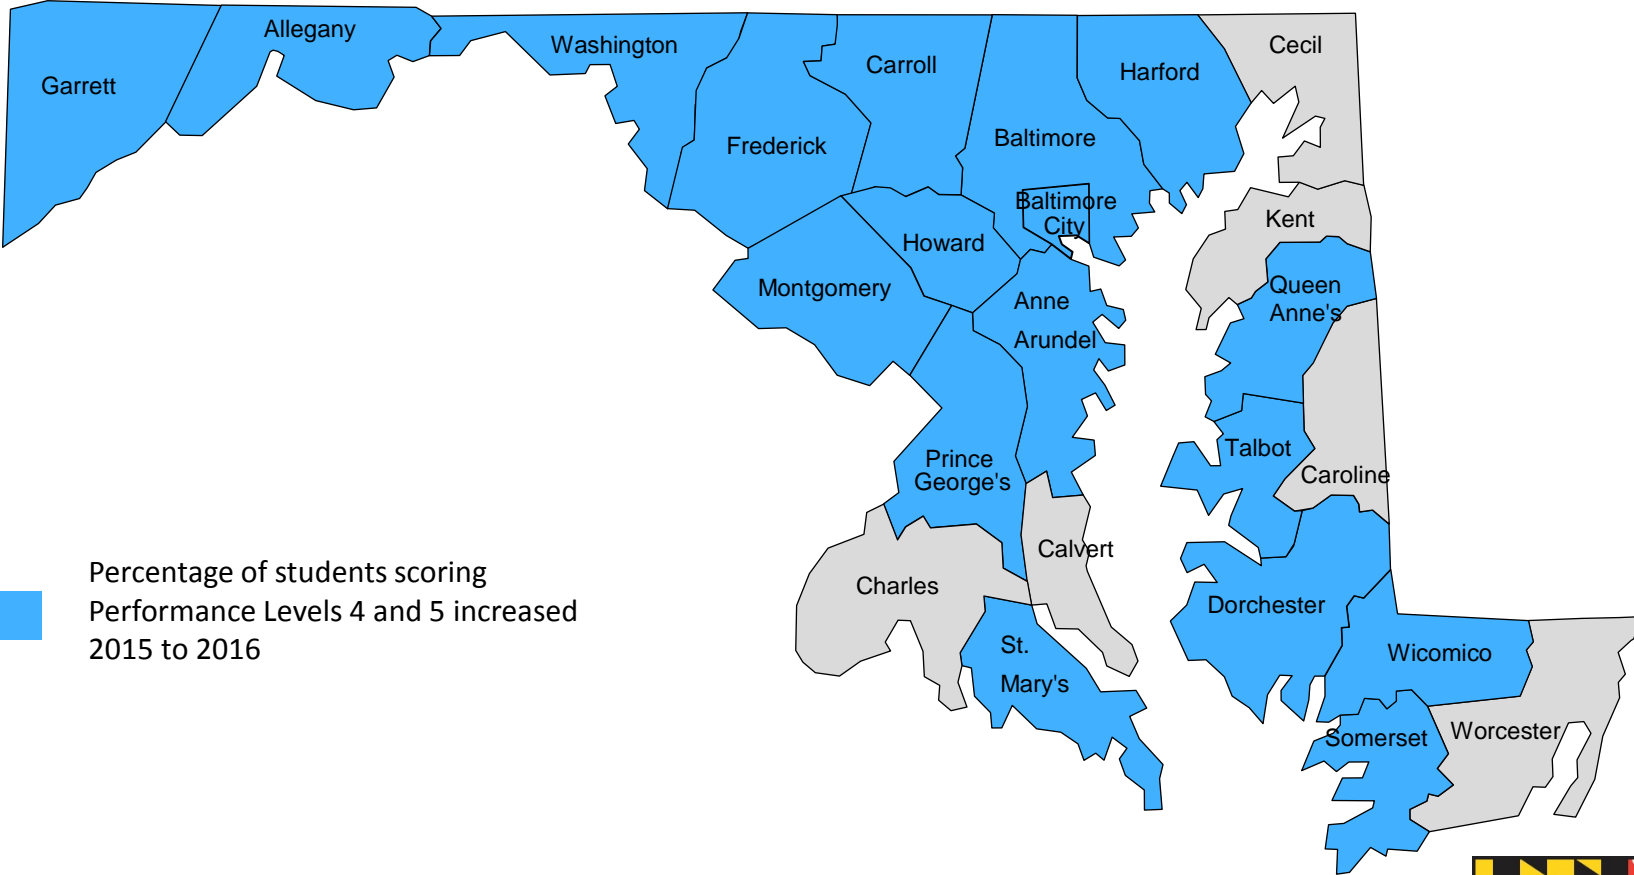 Garrett
Allegany
Washington
Frederick
Carroll
Baltimore
Harford
Cecil
Baltimore
City
Howard
Montgomery
Anne
Arundel
Kent
Queen
Anne's
Talbot
Caroline
Prince
George's
Calvert
Charles
St.
Mary's
Dorchester
Wicomico
Somerset
Worcester
Percentage of students scoring
Performance Levels 4 and 5 increased
2015 to 2016